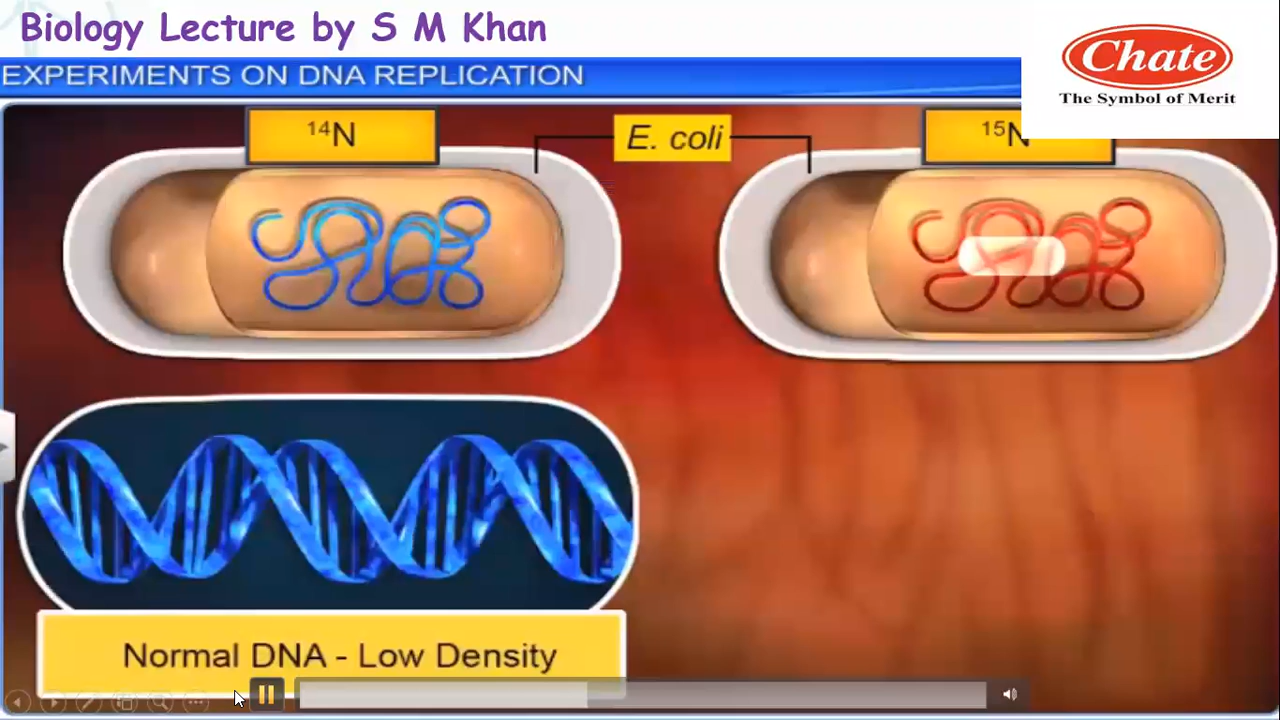 Biology Lecture by S M Khan
Chate
The Symbol of Merit
EXPERIMENTS ON DNA REPLICATION
¹⁴N
E. coli
¹⁵N
Normal DNA - Low Density